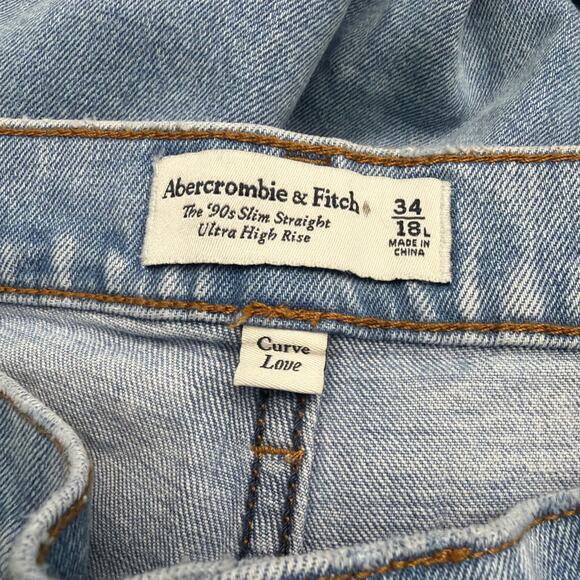 Abercrombie & Fitch
The '90s Slim Straight
Ultra High Rise
34
18L
MADE IN
CHINA
Curve
Love